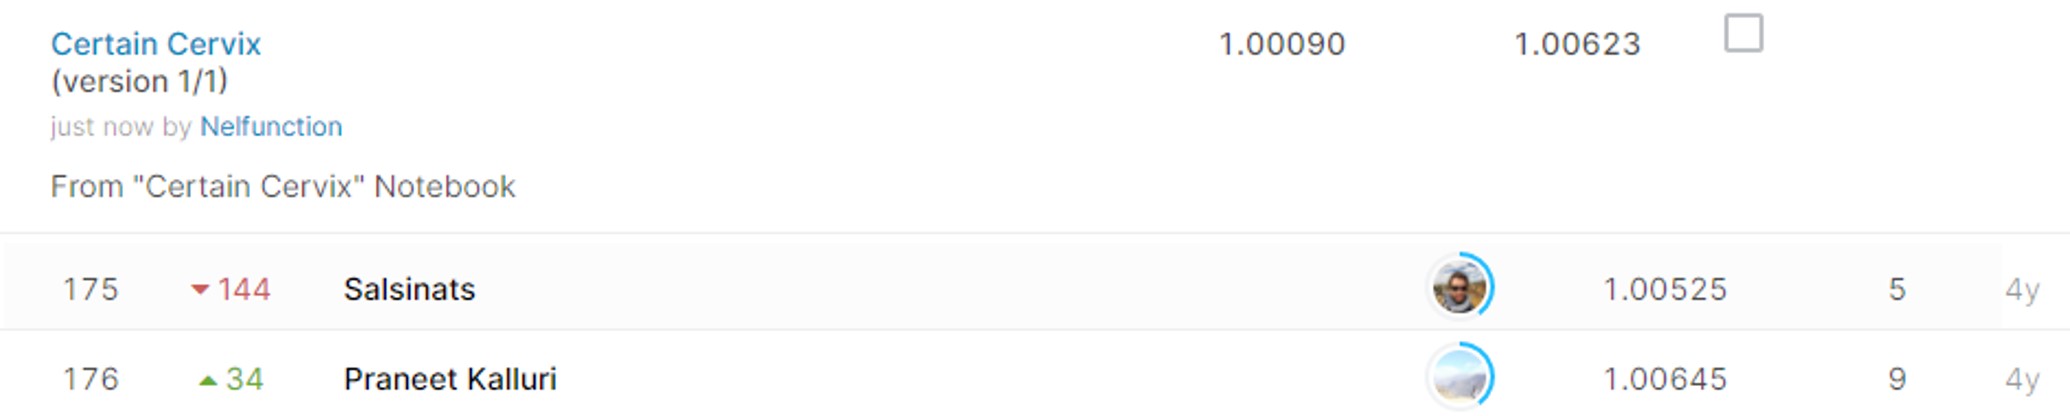 Certain Cervix 1.00090 1.00623
(version 1/1)
just now by Nelfunction
From "Certain Cervix" Notebook
175 144 Salsinats 1.00525 5 4y
176 34 Praneet Kalluri 1.00645 9 4y